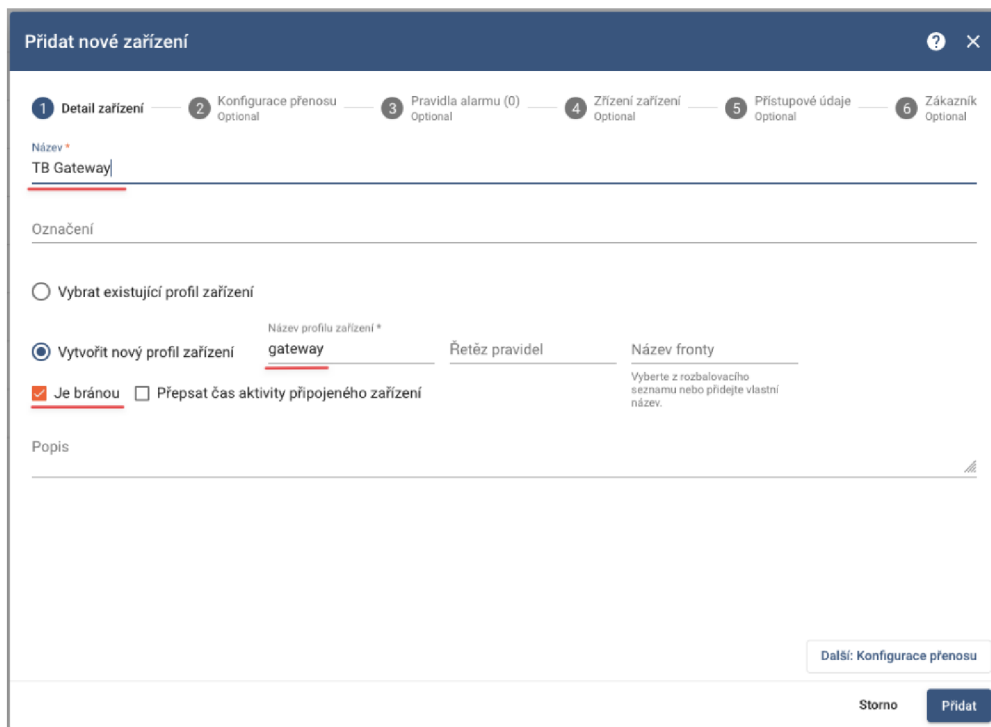 Přidat nové zařízení
?
1 Detail zařízení
2 Konfigurace přenosu
Optional
3 Pravidla alarmu (0)
Optional
4 Zřízení zařízení
Optional
5 Přístupové údaje
Optional
6 Zákazník
Optional
Název *
TB Gateway
Označení
Vybrat existující profil zařízení
Vytvořit nový profil zařízení
Název profilu zařízení *
gateway
Řetěz pravidel
Název fronty
Vyberte z rozbalovacího
seznamu nebo přidejte vlastní
název.
Je bránou
Přepsat čas aktivity připojeného zařízení
Popis
Další: Konfigurace přenosu
Storno
Přidat